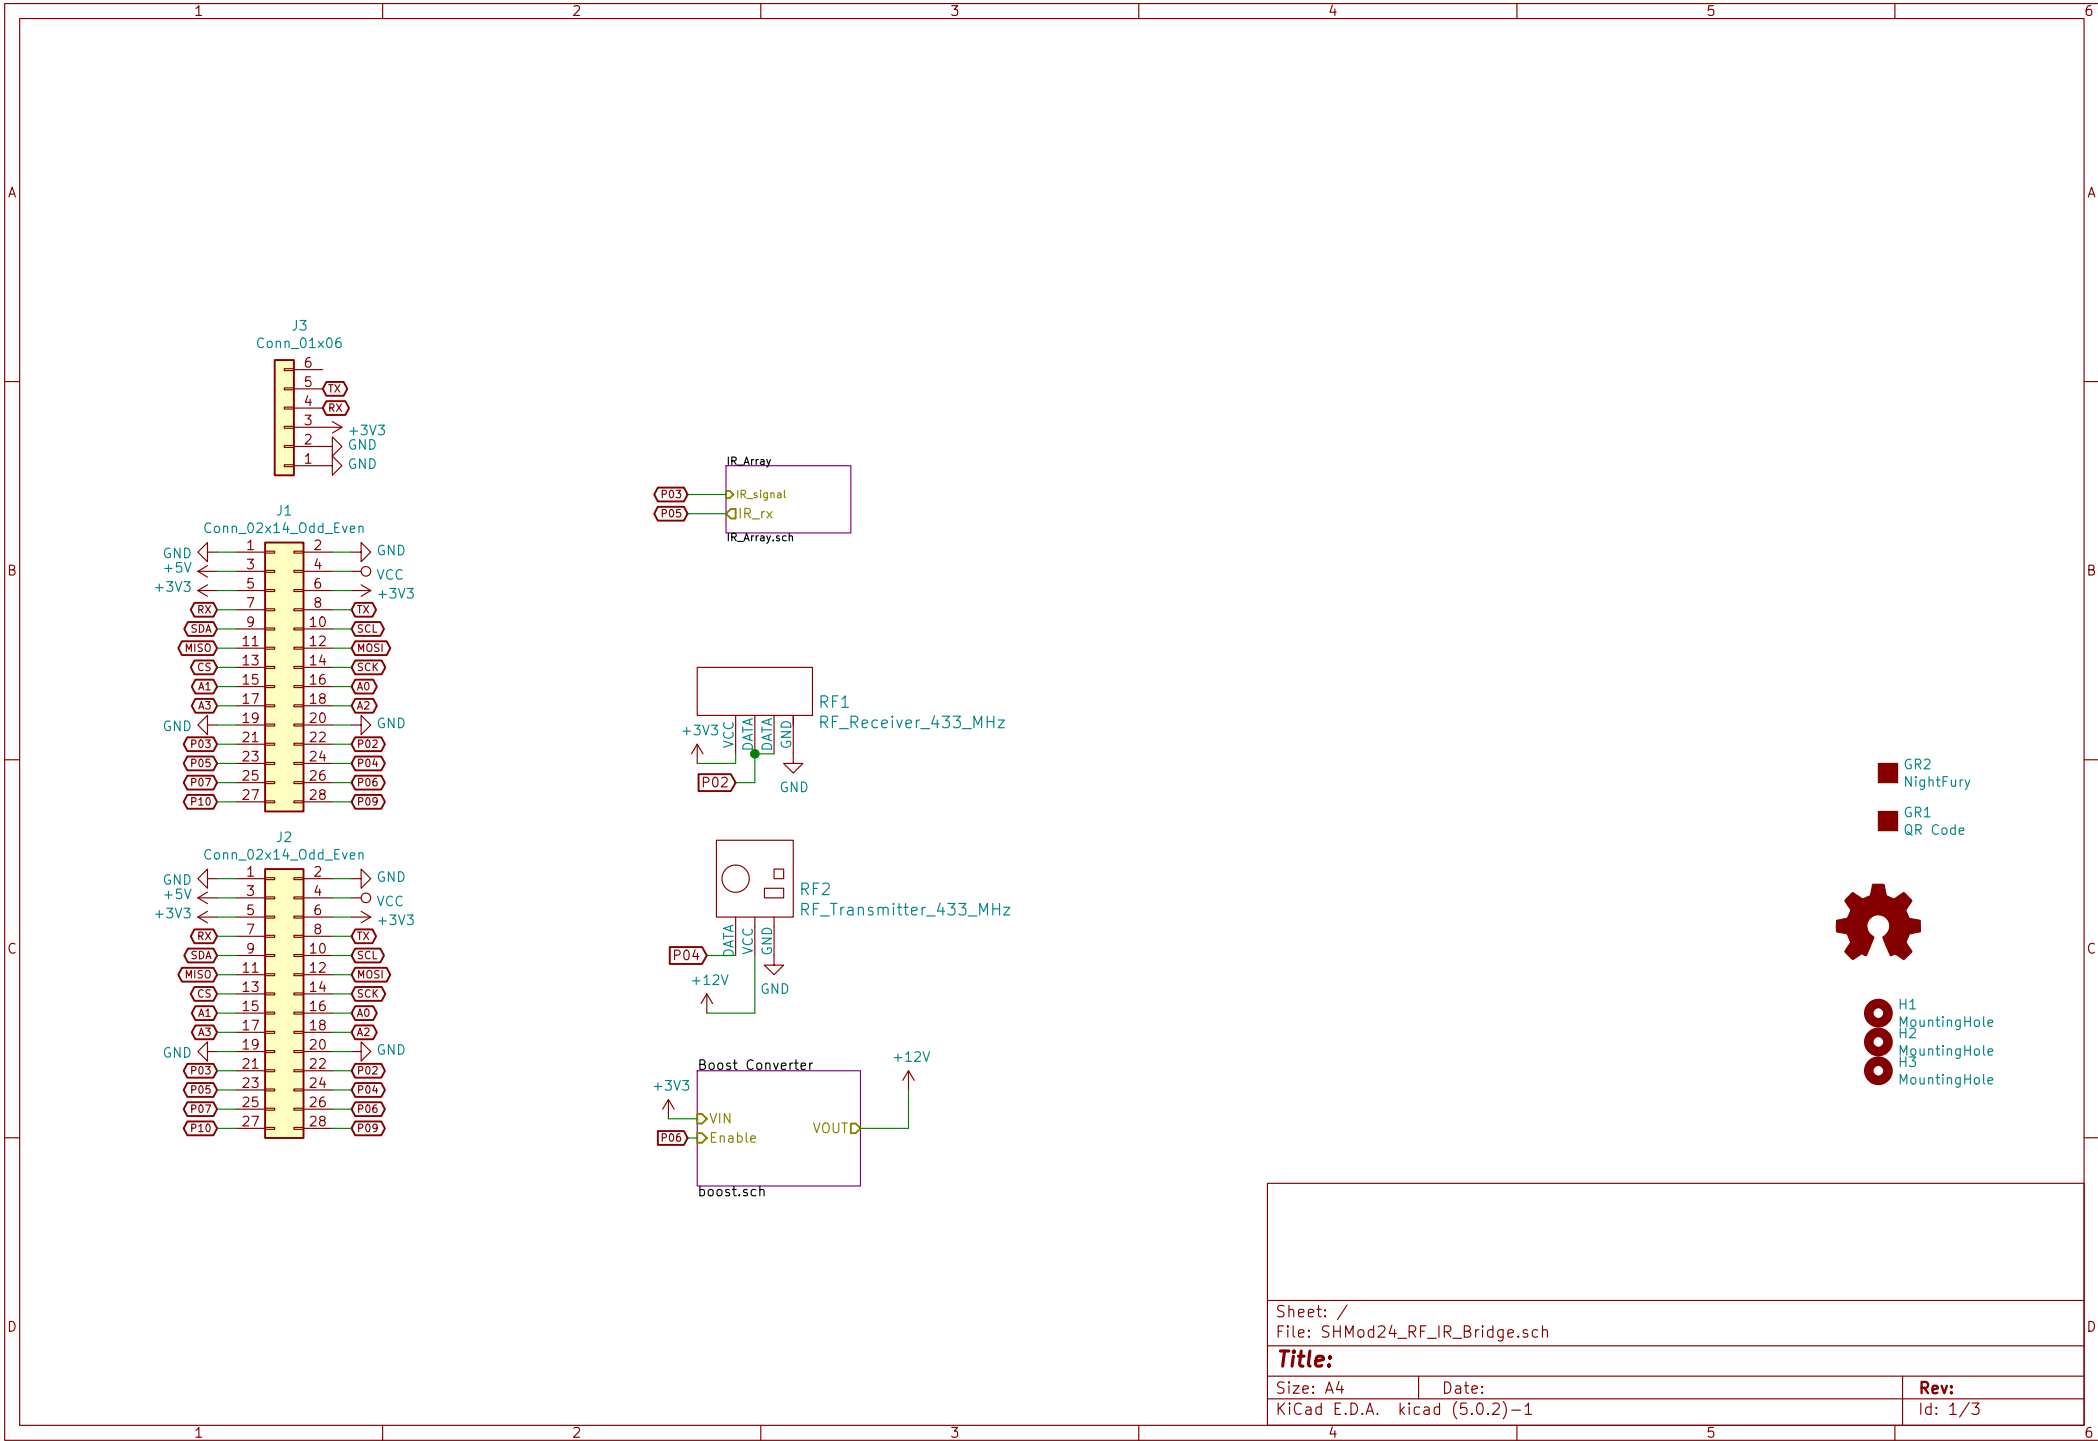 1 2 3 4 5 6
A A
B B
C C
D D
J3
Conn_01x06
6
5 TX
4 RX
3 +3V3
2 GND
1 GND
J1
Conn_02x14_Odd_Even
GND 1 2 GND
+5V 3 4 VCC
+3V3 5 6 +3V3
RX 7 8 TX
SDA 9 10 SCL
MISO 11 12 MOSI
CS 13 14 SCK
A1 15 16 A0
A3 17 18 A2
GND 19 20 GND
P03 21 22 P02
P05 23 24 P04
P07 25 26 P06
P10 27 28 P09
J2
Conn_02x14_Odd_Even
GND 1 2 GND
+5V 3 4 VCC
+3V3 5 6 +3V3
RX 7 8 TX
SDA 9 10 SCL
MISO 11 12 MOSI
CS 13 14 SCK
A1 15 16 A0
A3 17 18 A2
GND 19 20 GND
P03 21 22 P02
P05 23 24 P04
P07 25 26 P06
P10 27 28 P09
IR_Array
P03 IR_signal
P05 IR_rx
IR_Array.sch
RF1
RF_Receiver_433_MHz
+3V3 VCC DATA DATA GND
P02
GND
RF2
RF_Transmitter_433_MHz
DATA VCC GND
P04
+12V
GND
Boost Converter
+12V
+3V3
VIN
P06 Enable
VOUT
boost.sch
GR2
NightFury
GR1
QR Code
H1
MountingHole
H2
MountingHole
H3
MountingHole
Sheet: /
File: SHMod24_RF_IR_Bridge.sch
Title:
Size: A4 Date: Rev:
KiCad E.D.A. kicad (5.0.2)-1 Id: 1/3
1 2 3 4 5 6